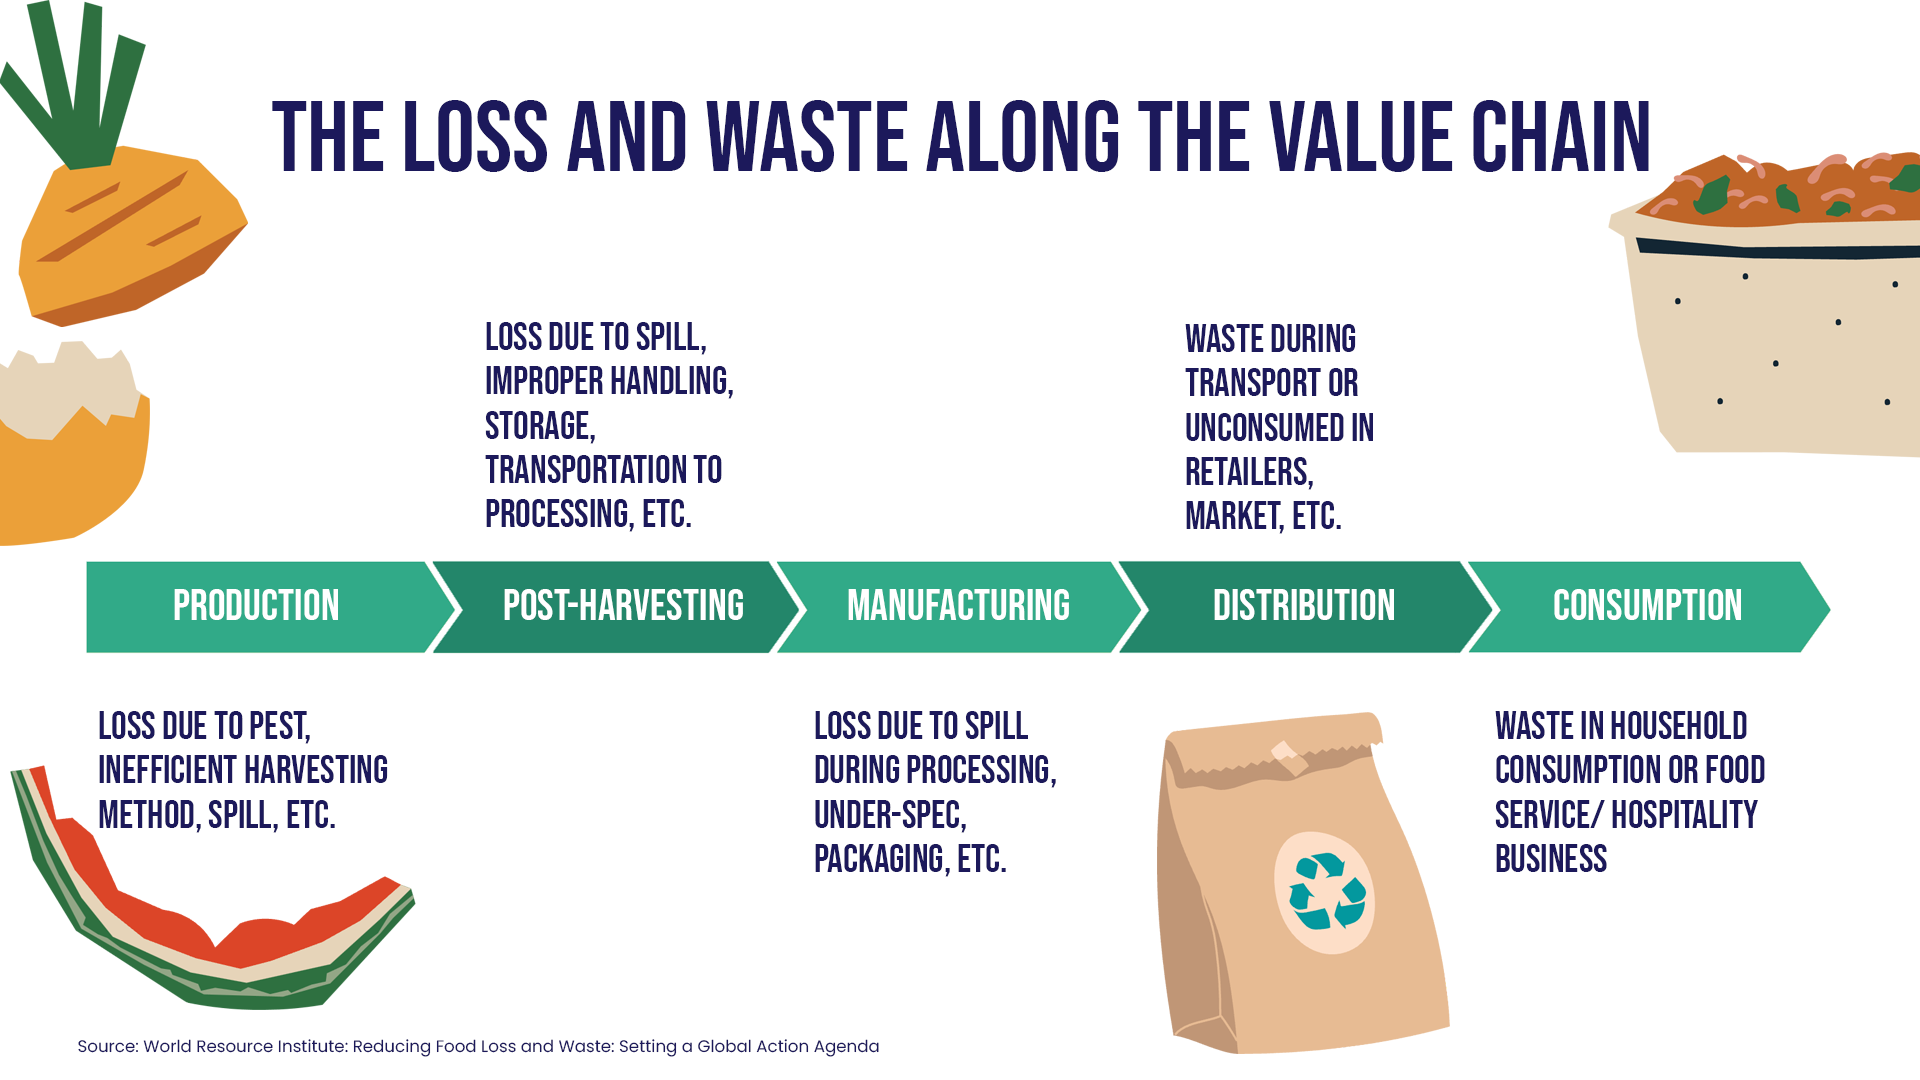 THE LOSS AND WASTE ALONG THE VALUE CHAIN
LOSS DUE TO SPILL,
IMPROPER HANDLING,
STORAGE,
TRANSPORTATION TO
PROCESSING, ETC.
WASTE DURING
TRANSPORT OR
UNCONSUMED IN
RETAILERS,
MARKET, ETC.
PRODUCTION
POST-HARVESTING
MANUFACTURING
DISTRIBUTION
CONSUMPTION
LOSS DUE TO PEST,
INEFFICIENT HARVESTING
METHOD, SPILL, ETC.
LOSS DUE TO SPILL
DURING PROCESSING,
UNDER-SPEC,
PACKAGING, ETC.
WASTE IN HOUSEHOLD
CONSUMPTION OR FOOD
SERVICE/ HOSPITALITY
BUSINESS
Source: World Resource Institute: Reducing Food Loss and Waste: Setting a Global Action Agenda